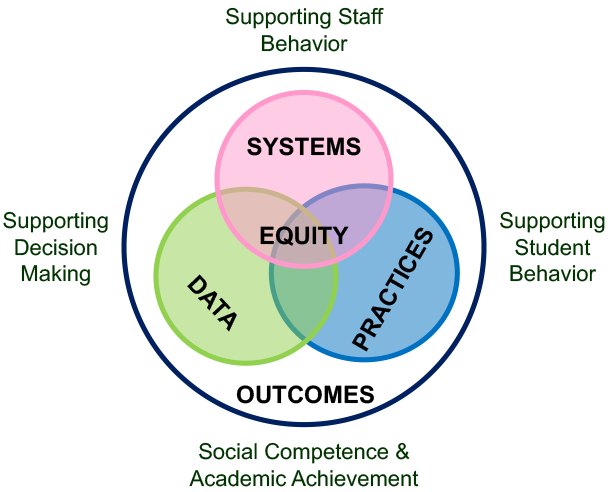 Supporting Staff
Behavior
SYSTEMS
Supporting
Decision
Making
EQUITY
Supporting
Student
Behavior
DATA
PRACTICES
OUTCOMES
Social Competence &
Academic Achievement